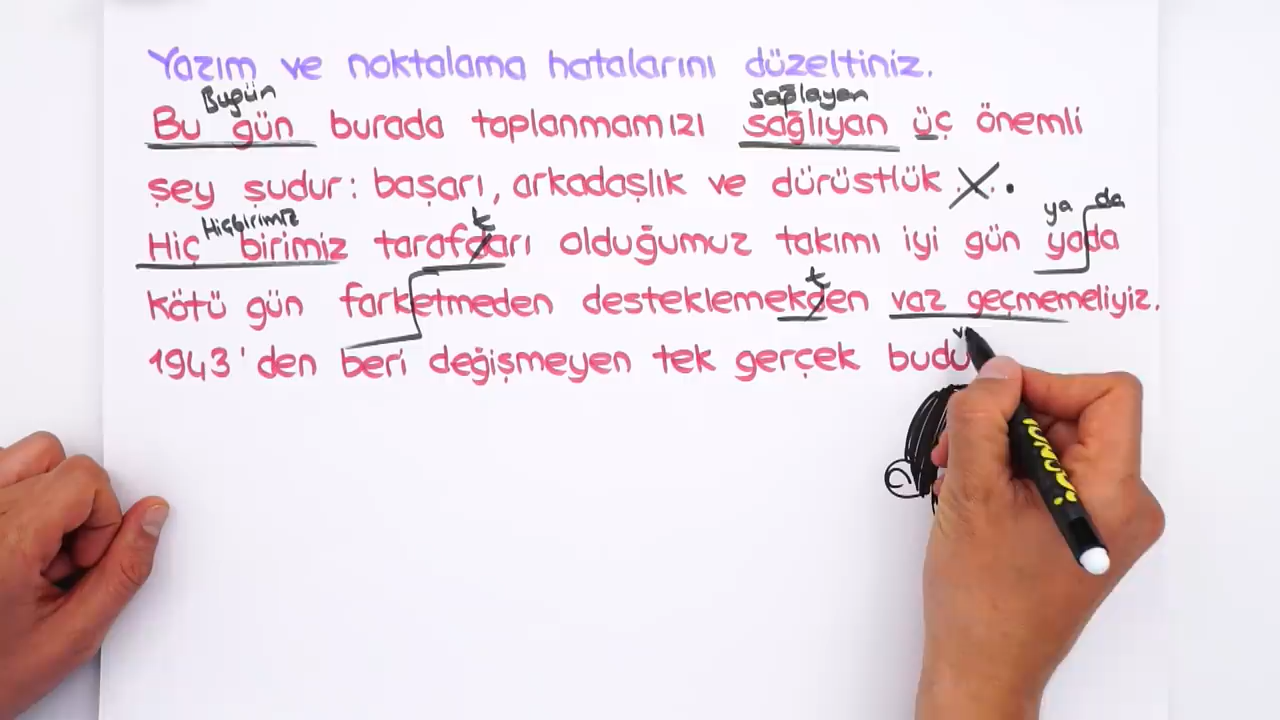 Yazım ve noktalama hatalarını düzeltiniz.
Bugün sağlayan
Bu gün burada toplanmamızı sağlıyan üç önemli
şey şudur: başarı, arkadaşlık ve dürüstlük .
Hiçbirimiz t ya da
Hiç birimiz tarafdarı olduğumuz takımı iyi gün yada
t
kötü gün farketmeden desteklemekden vaz geçmemeliyiz.
v
1943'den beri değişmeyen tek gerçek budu